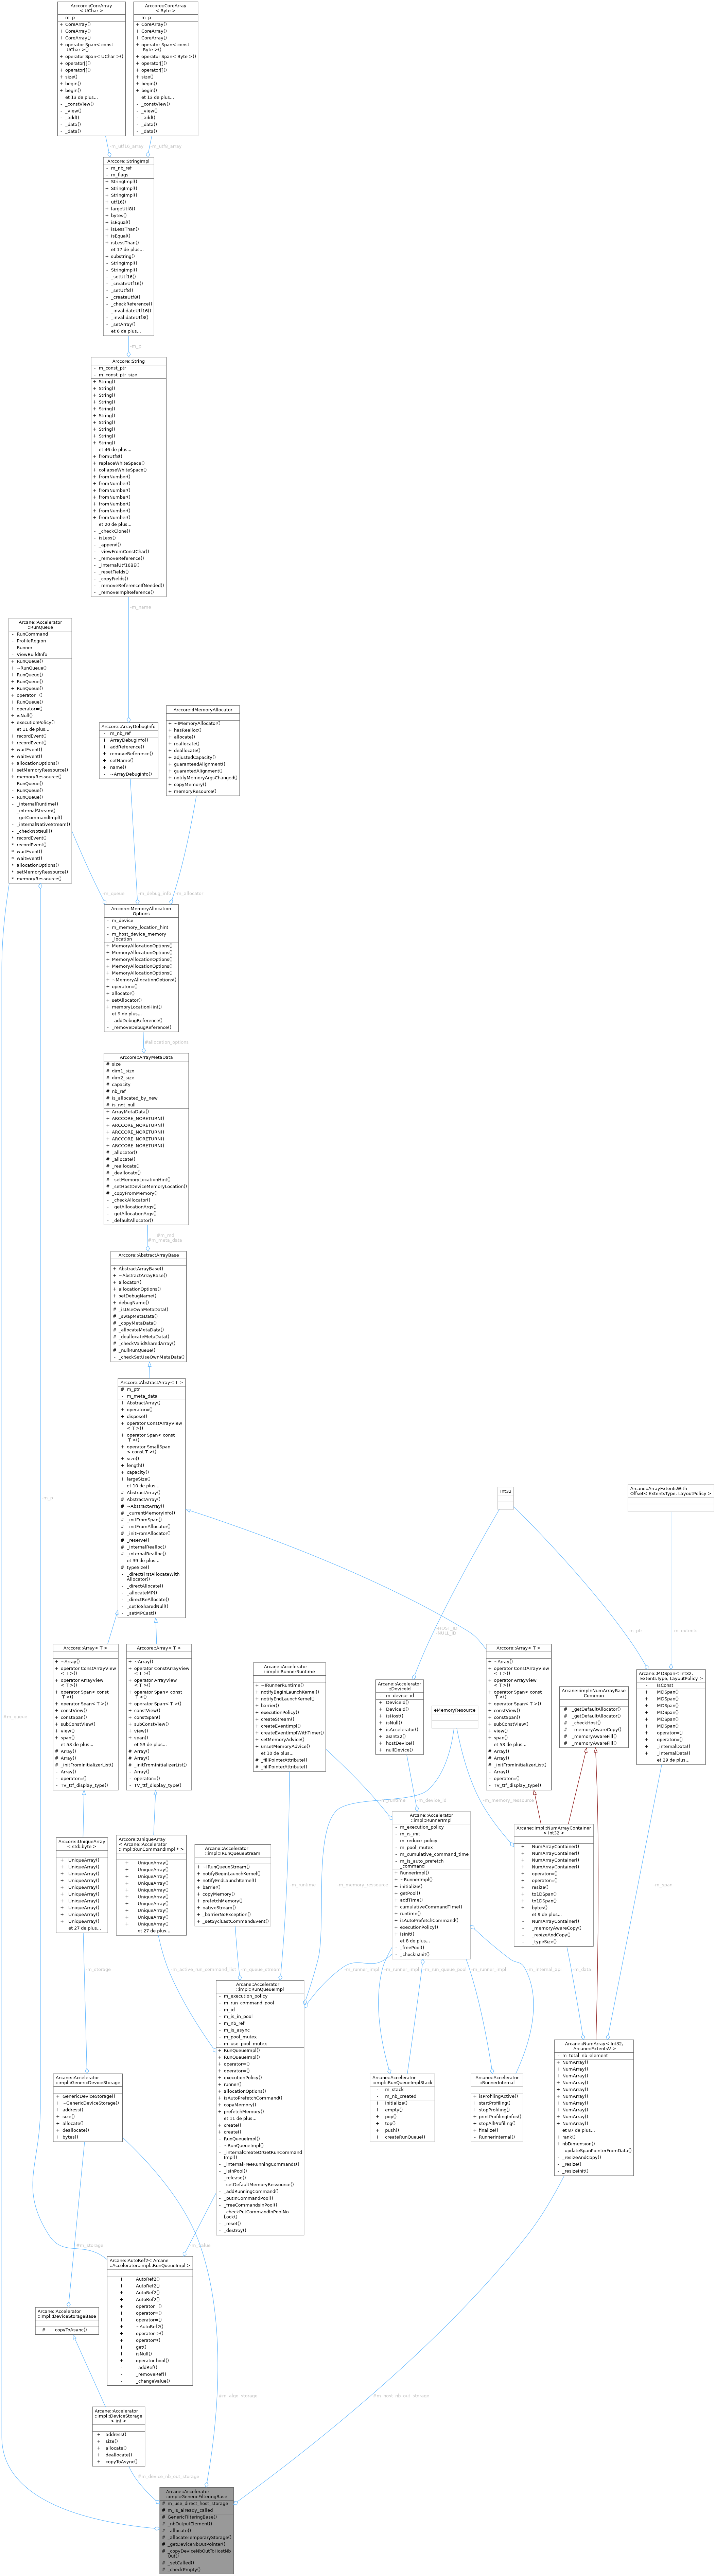 Arccore::CoreArray
< UChar >
- m_p
+ CoreArray()
+ CoreArray()
+ CoreArray()
+ operator Span< const
UChar >()
+ operator Span< UChar >()
+ operator[]()
+ operator[]()
+ size()
+ begin()
+ begin()
et 13 de plus...
- _constView()
- _view()
- _add()
- _data()
- _data()
Arccore::CoreArray
< Byte >
- m_p
+ CoreArray()
+ CoreArray()
+ CoreArray()
+ operator Span< const
Byte >()
+ operator Span< Byte >()
+ operator[]()
+ operator[]()
+ size()
+ begin()
+ begin()
et 13 de plus...
- _constView()
- _view()
- _add()
- _data()
- _data()
-m_utf16_array
-m_utf8_array
Arccore::StringImpl
- m_nb_ref
- m_flags
+ StringImpl()
+ StringImpl()
+ StringImpl()
+ utf16()
+ largeUtf8()
+ bytes()
+ isEqual()
+ isLessThan()
+ isEqual()
+ isLessThan()
et 17 de plus...
+ substring()
- StringImpl()
- StringImpl()
- _setUtf16()
- _createUtf16()
- _setUtf8()
- _createUtf8()
- _checkReference()
- _invalidateUtf16()
- _invalidateUtf8()
- _setArray()
et 6 de plus...
-m_p
Arccore::String
- m_const_ptr
- m_const_ptr_size
+ String()
+ String()
+ String()
+ String()
+ String()
+ String()
+ String()
+ String()
+ String()
+ String()
et 46 de plus...
+ fromUtf8()
+ replaceWhiteSpace()
+ collapseWhiteSpace()
+ fromNumber()
+ fromNumber()
+ fromNumber()
+ fromNumber()
+ fromNumber()
+ fromNumber()
+ fromNumber()
et 20 de plus...
- _checkClone()
- isLess()
- _append()
- _viewFromConstChar()
- _removeReference()
- _internalUtf16BE()
- _resetFields()
- _copyFields()
- _removeReferenceIfNeeded()
- _removeImplReference()
-m_name
Arcane::Accelerator
::RunQueue
- RunCommand
- ProfileRegion
- Runner
- ViewBuildInfo
+ RunQueue()
+ ~RunQueue()
+ RunQueue()
+ RunQueue()
+ RunQueue()
+ operator=()
+ RunQueue()
+ operator=()
+ isNull()
+ executionPolicy()
et 11 de plus...
+ recordEvent()
+ recordEvent()
+ waitEvent()
+ waitEvent()
+ allocationOptions()
+ setMemoryRessource()
+ memoryRessource()
- RunQueue()
- RunQueue()
- RunQueue()
- _internalRuntime()
- _internalStream()
- _getCommandImpl()
- _internalNativeStream()
- _checkNotNull()
* recordEvent()
* recordEvent()
* waitEvent()
* waitEvent()
* allocationOptions()
* setMemoryRessource()
* memoryRessource()
Arccore::ArrayDebugInfo
- m_nb_ref
+ ArrayDebugInfo()
+ addReference()
+ removeReference()
+ setName()
+ name()
- ~ArrayDebugInfo()
Arccore::IMemoryAllocator
+ ~IMemoryAllocator()
+ hasRealloc()
+ allocate()
+ reallocate()
+ deallocate()
+ adjustedCapacity()
+ guaranteedAlignment()
+ guarantedAlignment()
+ notifyMemoryArgsChanged()
+ copyMemory()
+ memoryResource()
-m_queue
-m_debug_info
-m_allocator
Arccore::MemoryAllocation
Options
- m_device
- m_memory_location_hint
- m_host_device_memory
_location
+ MemoryAllocationOptions()
+ MemoryAllocationOptions()
+ MemoryAllocationOptions()
+ MemoryAllocationOptions()
+ MemoryAllocationOptions()
+ ~MemoryAllocationOptions()
+ operator=()
+ allocator()
+ setAllocator()
+ memoryLocationHint()
et 9 de plus...
- _addDebugReference()
- _removeDebugReference()
#allocation_options
Arccore::ArrayMetaData
# size
# dim1_size
# dim2_size
# capacity
# nb_ref
# is_allocated_by_new
# is_not_null
+ ArrayMetaData()
+ ARCCORE_NORETURN()
+ ARCCORE_NORETURN()
+ ARCCORE_NORETURN()
+ ARCCORE_NORETURN()
+ ARCCORE_NORETURN()
# _allocator()
# _allocate()
# _reallocate()
# _deallocate()
# _setMemoryLocationHint()
# _setHostDeviceMemoryLocation()
# _copyFromMemory()
- _checkAllocator()
- _getAllocationArgs()
- _getAllocationArgs()
- _defaultAllocator()
#m_md
#m_meta_data
Arccore::AbstractArrayBase
+ AbstractArrayBase()
+ ~AbstractArrayBase()
+ allocator()
+ allocationOptions()
+ setDebugName()
+ debugName()
# _isUseOwnMetaData()
# _swapMetaData()
# _copyMetaData()
# _allocateMetaData()
# _deallocateMetaData()
# _checkValidSharedArray()
# _nullRunQueue()
- _checkSetUseOwnMetaData()
Arccore::AbstractArray< T >
# m_ptr
- m_meta_data
+ AbstractArray()
+ operator=()
+ dispose()
+ operator ConstArrayView
< T >()
+ operator Span< const
T >()
+ operator SmallSpan
< const T >()
+ size()
+ length()
+ capacity()
+ largeSize()
et 10 de plus...
# AbstractArray()
# AbstractArray()
# ~AbstractArray()
# _currentMemoryInfo()
# _initFromSpan()
# _initFromAllocator()
# _initFromAllocator()
# _reserve()
# _internalRealloc()
# _internalRealloc()
et 39 de plus...
# typeSize()
- _directFirstAllocateWith
Allocator()
- _directAllocate()
- _directReAllocate()
- _allocateMP()
- _setToSharedNull()
- _setMPCast()
-m_p
Int32
Arcane::ArrayExtentsWith
Offset< ExtentsType, LayoutPolicy >
-m_ptr
-m_extents
Arccore::Array< T >
+ ~Array()
+ operator ConstArrayView
< T >()
+ operator ArrayView
< T >()
+ operator Span< const
T >()
+ operator Span< T >()
+ constView()
+ constSpan()
+ subConstView()
+ view()
+ span()
et 53 de plus...
# Array()
# Array()
# _initFromInitializerList()
- Array()
- operator=()
- TV_ttf_display_type()
Arccore::Array< T >
+ ~Array()
+ operator ConstArrayView
< T >()
+ operator ArrayView
< T >()
+ operator Span< const
T >()
+ operator Span< T >()
+ constView()
+ constSpan()
+ subConstView()
+ view()
+ span()
et 53 de plus...
# Array()
# Array()
# _initFromInitializerList()
- Array()
- operator=()
- TV_ttf_display_type()
Arcane::Accelerator
::impl::IRunnerRuntime
+ ~IRunnerRuntime()
+ notifyBeginLaunchKernel()
+ notifyEndLaunchKernel()
+ barrier()
+ executionPolicy()
+ createStream()
+ createEventImpl()
+ createEventImplWithTimer()
+ setMemoryAdvice()
+ unsetMemoryAdvice()
et 10 de plus...
# _fillPointerAttribute()
# _fillPointerAttribute()
Arcane::Accelerator
::DeviceId
- m_device_id
+ DeviceId()
+ DeviceId()
+ isHost()
+ isNull()
+ isAccelerator()
+ asInt32()
+ hostDevice()
+ nullDevice()
eMemoryRessource
Arccore::Array< T >
+ ~Array()
+ operator ConstArrayView
< T >()
+ operator ArrayView
< T >()
+ operator Span< const
T >()
+ operator Span< T >()
+ constView()
+ constSpan()
+ subConstView()
+ view()
+ span()
et 53 de plus...
# Array()
# Array()
# _initFromInitializerList()
- Array()
- operator=()
- TV_ttf_display_type()
Arcane::impl::NumArrayBase
Common
# _getDefaultAllocator()
# _getDefaultAllocator()
# _checkHost()
# _memoryAwareCopy()
# _memoryAwareFill()
# _memoryAwareFill()
Arcane::MDSpan< Int32,
ExtentsType, LayoutPolicy >
- IsConst
+ MDSpan()
+ MDSpan()
+ MDSpan()
+ MDSpan()
+ MDSpan()
+ MDSpan()
+ operator=()
+ operator=()
+ _internalData()
+ _internalData()
et 29 de plus...
-m_device_id
-m_memory_ressource
Arccore::UniqueArray
< std::byte >
+ UniqueArray()
+ UniqueArray()
+ UniqueArray()
+ UniqueArray()
+ UniqueArray()
+ UniqueArray()
+ UniqueArray()
+ UniqueArray()
+ UniqueArray()
+ UniqueArray()
et 27 de plus...
Arccore::UniqueArray
< Arcane::Accelerator
::impl::RunCommandImpl * >
+ UniqueArray()
+ UniqueArray()
+ UniqueArray()
+ UniqueArray()
+ UniqueArray()
+ UniqueArray()
+ UniqueArray()
+ UniqueArray()
+ UniqueArray()
+ UniqueArray()
et 27 de plus...
Arcane::Accelerator
::impl::IRunQueueStream
+ ~IRunQueueStream()
+ notifyBeginLaunchKernel()
+ notifyEndLaunchKernel()
+ barrier()
+ copyMemory()
+ prefetchMemory()
+ nativeStream()
+ _barrierNoException()
+ _setSyclLastCommandEvent()
-m_runtime
-m_memory_ressource
Arcane::Accelerator
::impl::RunnerImpl
- m_execution_policy
- m_is_init
- m_reduce_policy
- m_pool_mutex
- m_cumulative_command_time
- m_is_auto_prefetch
_command
+ RunnerImpl()
+ ~RunnerImpl()
+ initialize()
+ getPool()
+ addTime()
+ cumulativeCommandTime()
+ runtime()
+ isAutoPrefetchCommand()
+ executionPolicy()
+ isInit()
et 8 de plus...
- _freePool()
- _checkIsInit()
Arcane::impl::NumArrayContainer
< Int32 >
+ NumArrayContainer()
+ NumArrayContainer()
+ NumArrayContainer()
+ NumArrayContainer()
+ operator=()
+ operator=()
+ resize()
+ to1DSpan()
+ to1DSpan()
+ bytes()
et 9 de plus...
- NumArrayContainer()
- _memoryAwareCopy()
- _resizeAndCopy()
- _typeSize()
-m_span
-m_storage
-m_active_run_command_list
-m_queue_stream
-m_runner_impl
-m_runner_impl
-m_run_queue_pool
-m_runner_impl
-m_internal_api
-m_data
Arcane::Accelerator
::impl::GenericDeviceStorage
+ GenericDeviceStorage()
+ ~GenericDeviceStorage()
+ address()
+ size()
+ allocate()
+ deallocate()
+ bytes()
Arcane::Accelerator
::impl::RunQueueImpl
- m_execution_policy
- m_run_command_pool
- m_id
- m_is_in_pool
- m_nb_ref
- m_is_async
- m_pool_mutex
- m_use_pool_mutex
+ RunQueueImpl()
+ RunQueueImpl()
+ operator=()
+ operator=()
+ executionPolicy()
+ runner()
+ allocationOptions()
+ isAutoPrefetchCommand()
+ copyMemory()
+ prefetchMemory()
et 11 de plus...
+ create()
+ create()
- RunQueueImpl()
- ~RunQueueImpl()
- _internalCreateOrGetRunCommand
Impl()
- _internalFreeRunningCommands()
- _isInPool()
- _release()
- _setDefaultMemoryRessource()
- _addRunningCommand()
- _putInCommandPool()
- _freeCommandsInPool()
- _checkPutCommandInPoolNo
Lock()
- _reset()
- _destroy()
Arcane::Accelerator
::impl::RunQueueImplStack
- m_stack
- m_nb_created
+ initialize()
+ empty()
+ pop()
+ top()
+ push()
+ createRunQueue()
Arcane::Accelerator
::RunnerInternal
+ isProfilingActive()
+ startProfiling()
+ stopProfiling()
+ printProfilingInfos()
+ stopAllProfiling()
+ finalize()
- RunnerInternal()
Arcane::NumArray< Int32,
Arcane::ExtentsV >
- m_total_nb_element
+ NumArray()
+ NumArray()
+ NumArray()
+ NumArray()
+ NumArray()
+ NumArray()
+ NumArray()
+ NumArray()
+ NumArray()
+ NumArray()
et 87 de plus...
+ rank()
+ nbDimension()
- _updateSpanPointerFromData()
- _resizeAndCopy()
- _resize()
- _resizeInit()
#m_queue
#m_storage
-m_queue
Arcane::AutoRef2< Arcane
::Accelerator::impl::RunQueueImpl >
+ AutoRef2()
+ AutoRef2()
+ AutoRef2()
+ AutoRef2()
+ operator=()
+ operator=()
+ operator=()
+ ~AutoRef2()
+ operator->()
+ operator*()
+ get()
+ isNull()
+ operator bool()
- _addRef()
- _removeRef()
- _changeValue()
Arcane::Accelerator
::impl::DeviceStorageBase
# _copyToAsync()
#m_algo_storage
#m_host_nb_out_storage
Arcane::Accelerator
::impl::DeviceStorage
< int >
+ address()
+ size()
+ allocate()
+ deallocate()
+ copyToAsync()
#m_device_nb_out_storage
Arcane::Accelerator
::impl::GenericFilteringBase
# m_use_direct_host_storage
# m_is_already_called
# GenericFilteringBase()
# _nbOutputElement()
# _allocate()
# _allocateTemporaryStorage()
# _getDeviceNbOutPointer()
# _copyDeviceNbOutToHostNb
Out()
# _setCalled()
# _checkEmpty()